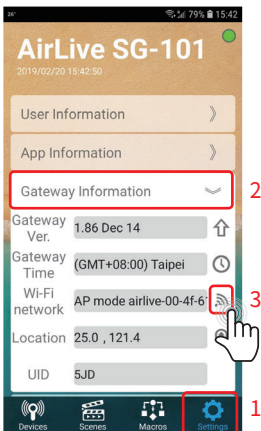 26°
79% 15:42
AirLive SG-101
2019/02/20 15:42:50
User Information
App Information
Gateway Information
2
Gateway Ver.
1.86 Dec 14
Gateway Time
(GMT+08:00) Taipei
Wi-Fi network
AP mode airlive-00-4f-6
3
Location
25.0 , 121.4
UID
5JD
Devices
Scenes
Macros
Settings
1